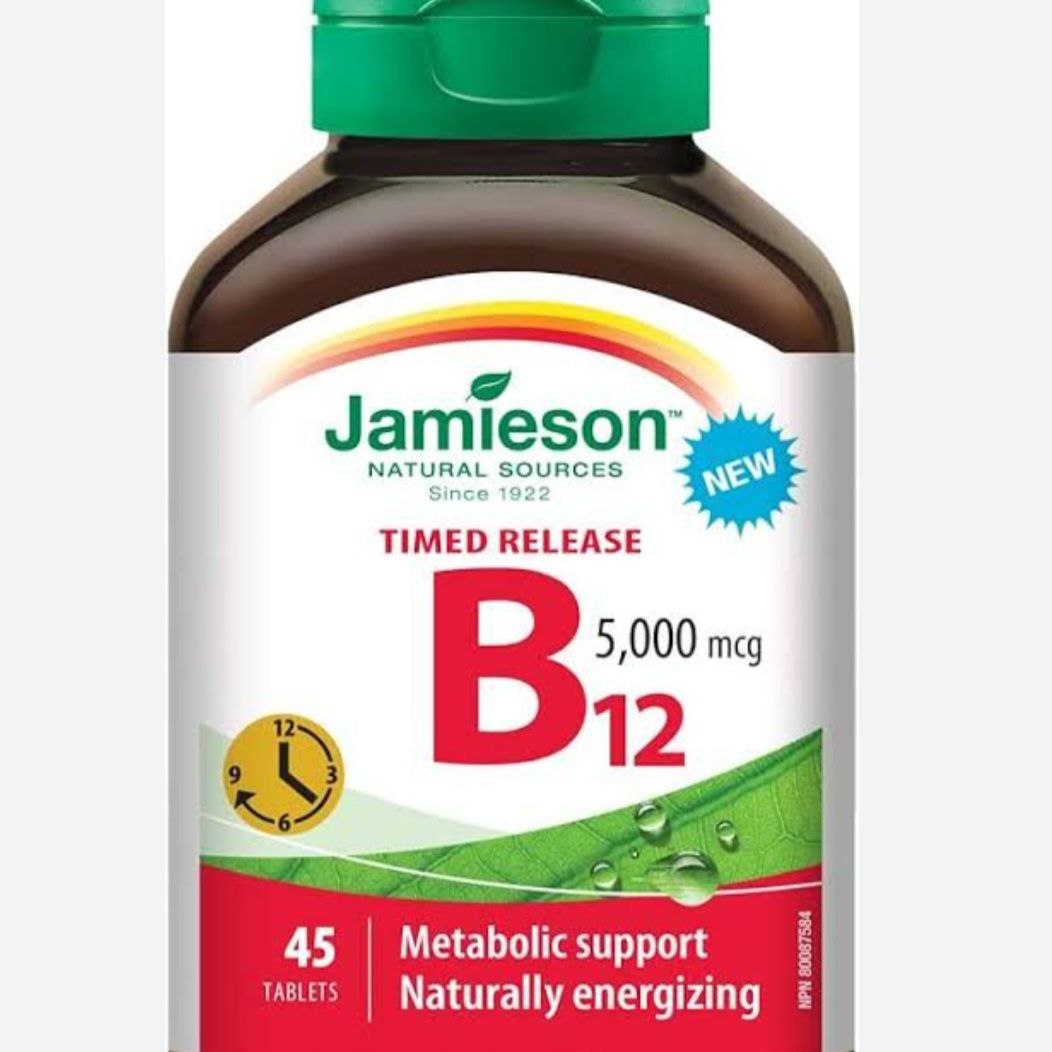 Jamieson™
NATURAL SOURCES
Since 1922
NEW
TIMED RELEASE
B12
5,000 mcg
12
9
3
6
45
TABLETS
Metabolic support
Naturally energizing
NPN 80087584